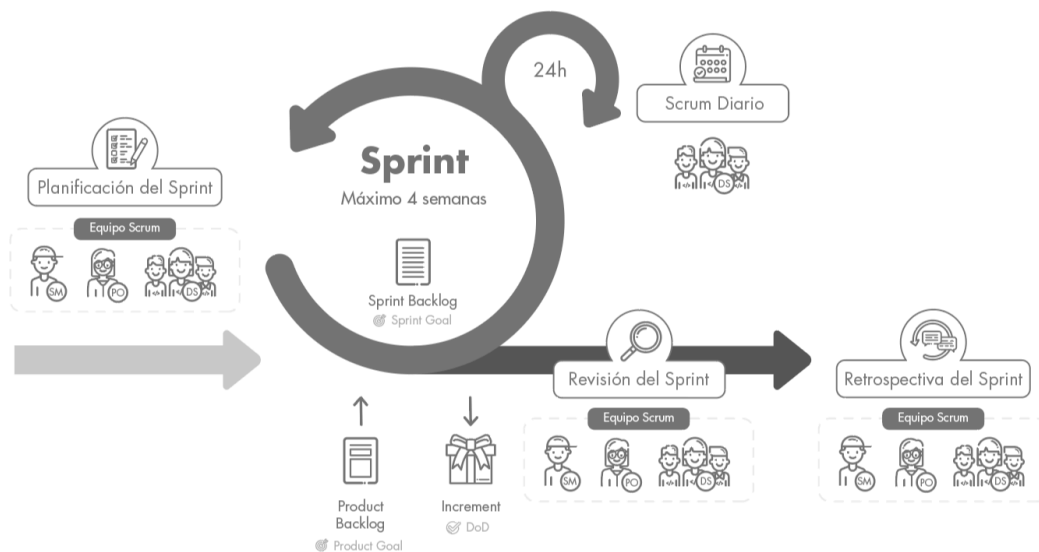 24h
Scrum Diario
DS
Sprint
Máximo 4 semanas
Planificación del Sprint
Equipo Scrum
SM
PO
DS
Sprint Backlog
Sprint Goal
Revisión del Sprint
Equipo Scrum
SM
PO
DS
Retrospectiva del Sprint
Equipo Scrum
SM
PO
DS
Product
Backlog
Product Goal
Increment
DoD